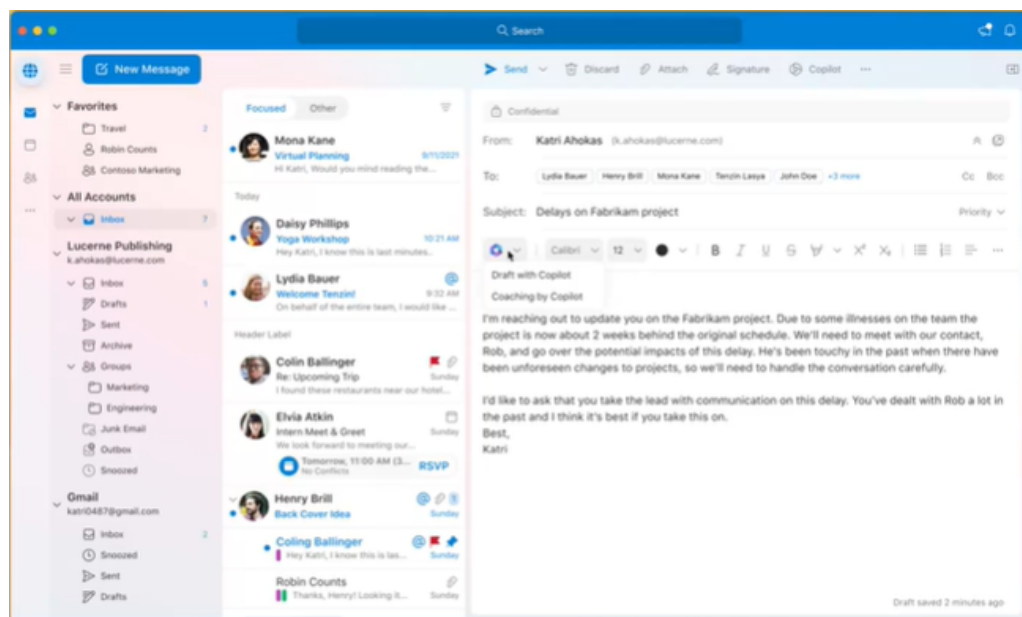 Search
New Message
Send
Discard
Attach
Signature
Copilot
Favorites
Travel 2
Robin Counts
Contoso Marketing
All Accounts
Inbox 7
Lucerne Publishing
k.ahokas@lucerne.com
Inbox 5
Drafts 1
Sent
Archive
Groups
Marketing
Engineering
Junk Email
Outbox
Snoozed
Gmail
katri0487@gmail.com
Inbox 2
Snoozed
Sent
Drafts
Focused Other
Mona Kane
Virtual Planning 9/11/2021
Hi Katri, Would you mind reading the...
Today
Daisy Phillips
Yoga Workshop 10:21 AM
Hey Katri, I know this is last minutes...
Lydia Bauer
Welcome Tenzin! 9:32 AM
On behalf of the entire team, I would like ...
Header Label
Colin Ballinger
Re: Upcoming Trip Sunday
I found these restaurants near our hotel...
Elvia Atkin
Intern Meet & Greet Sunday
We look forward to meeting our...
Tomorrow, 11:00 AM (3... RSVP
No Conflicts
Henry Brill
Back Cover Idea Sunday
Coling Ballinger
Hey Katri, I know this is las... Sunday
Robin Counts
Thanks, Henry! Looking it... Sunday
Confidential
From: Katri Ahokas (k.ahokas@lucerne.com)
To: Lydia Bauer Henry Brill Mona Kane Tenzin Lasya John Doe +3 more Cc Bcc
Subject: Delays on Fabrikam project Priority
Calibri 12 B I U S
Draft with Copilot
Coaching by Copilot
I'm reaching out to update you on the Fabrikam project. Due to some illnesses on the team the
project is now about 2 weeks behind the original schedule. We'll need to meet with our contact,
Rob, and go over the potential impacts of this delay. He's been touchy in the past when there have
been unforeseen changes to projects, so we'll need to handle the conversation carefully.
I'd like to ask that you take the lead with communication on this delay. You've dealt with Rob a lot in
the past and I think it's best if you take this on.
Best,
Katri
Draft saved 2 minutes ago